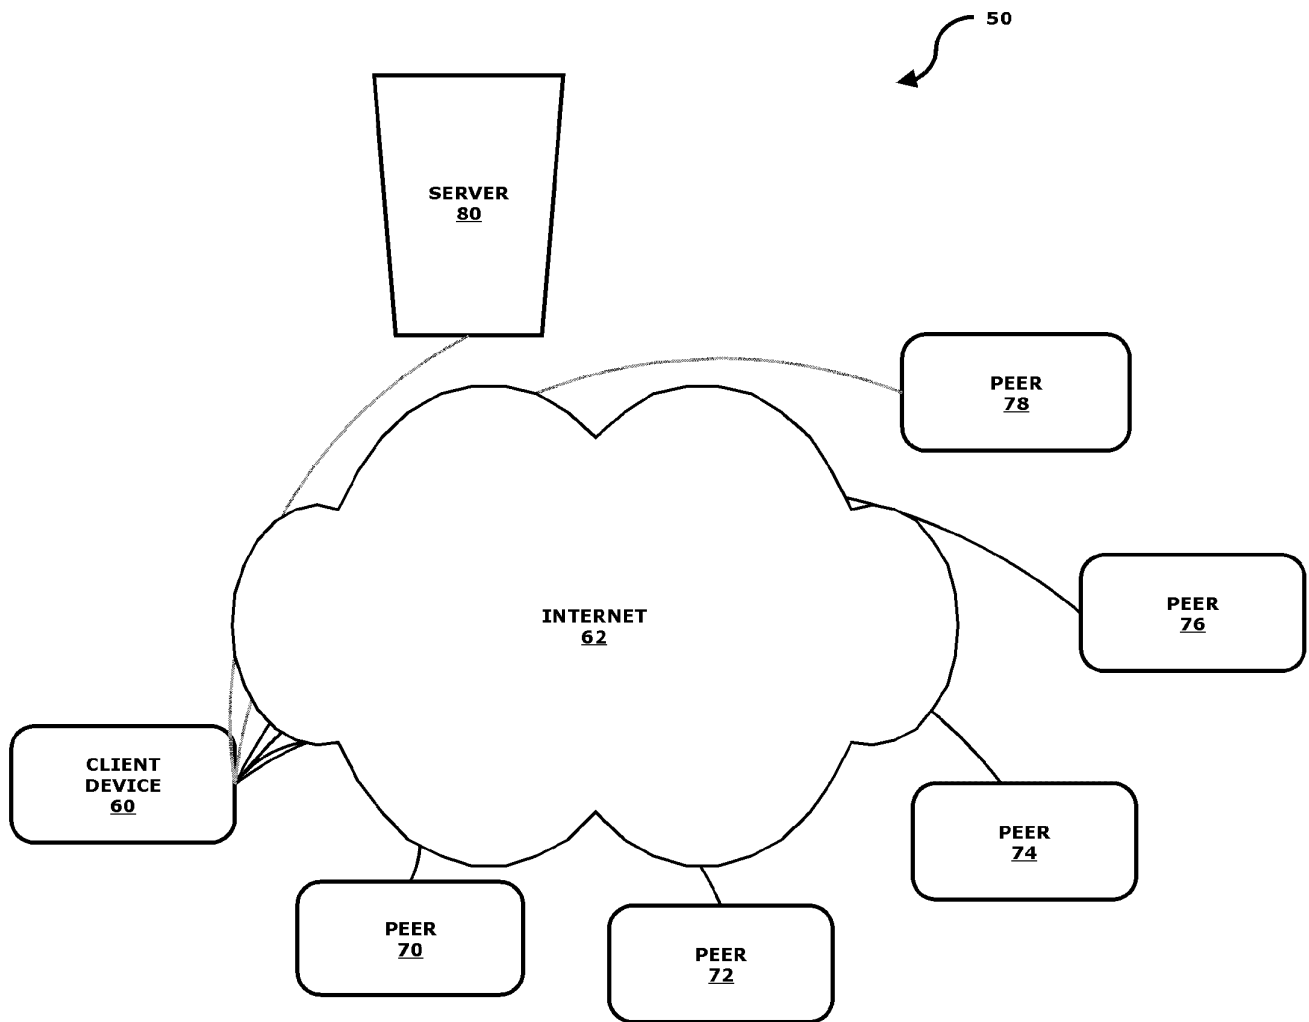 50
SERVER
80
PEER
78
INTERNET
62
PEER
76
CLIENT
DEVICE
60
PEER
74
PEER
70
PEER
72